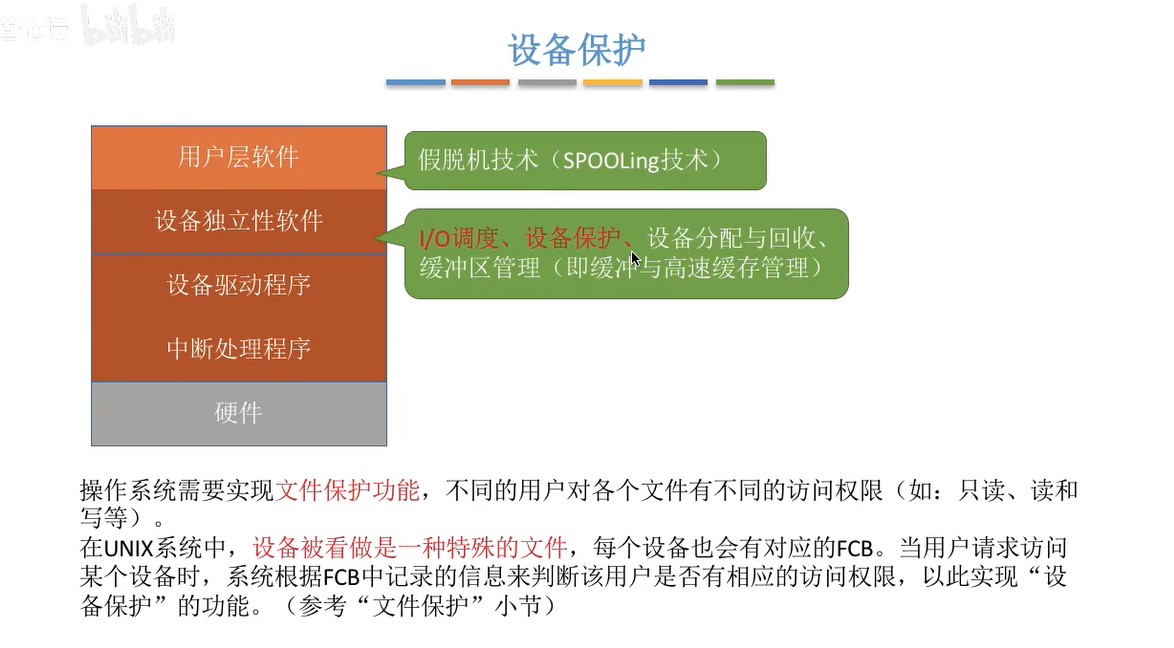 bilibili
设备保护
用户层软件
假脱机技术（SPOOLing技术）
设备独立性软件
I/O调度、设备保护、设备分配与回收、
缓冲区管理（即缓冲与高速缓存管理）
设备驱动程序
中断处理程序
硬件
操作系统需要实现文件保护功能，不同的用户对各个文件有不同的访问权限（如：只读、读和
写等）。
在UNIX系统中，设备被看做是一种特殊的文件，每个设备也会有对应的FCB。当用户请求访问
某个设备时，系统根据FCB中记录的信息来判断该用户是否有相应的访问权限，以此实现“设
备保护”的功能。（参考“文件保护”小节）